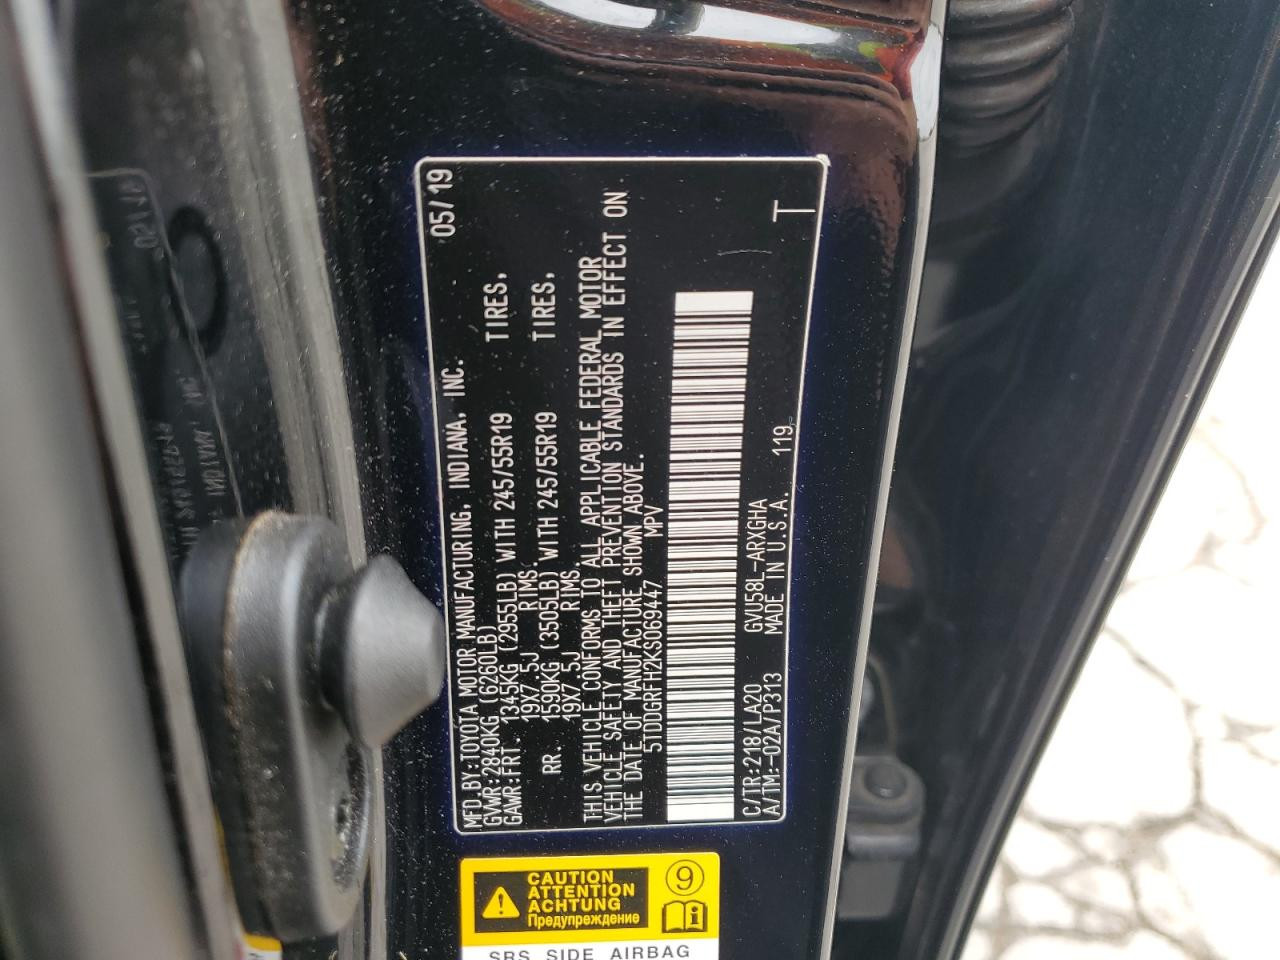 MFD.BY:TOYOTA MOTOR MANUFACTURING, INDIANA, INC. 05/19
GVWR:2840KG (6260LB)
GAWR:FRT. 1345KG (2955LB) WITH 245/55R19 TIRES,
19X7.5J RIMS,
RR. 1590KG (3505LB) WITH 245/55R19 TIRES,
19X7.5J RIMS.
THIS VEHICLE CONFORMS TO ALL APPLICABLE FEDERAL MOTOR
VEHICLE SAFETY AND THEFT PREVENTION STANDARDS IN EFFECT ON
THE DATE OF MANUFACTURE SHOWN ABOVE.
5TDDGRFH2KS069447 MPV
C/TR:218/LA20 GVU58L-ARXGHA
A/TM:-02A/P313 MADE IN U.S.A. 119- T
CAUTION
ATTENTION
ACHTUNG
Предупреждение
9
SRS SIDE AIRBAG